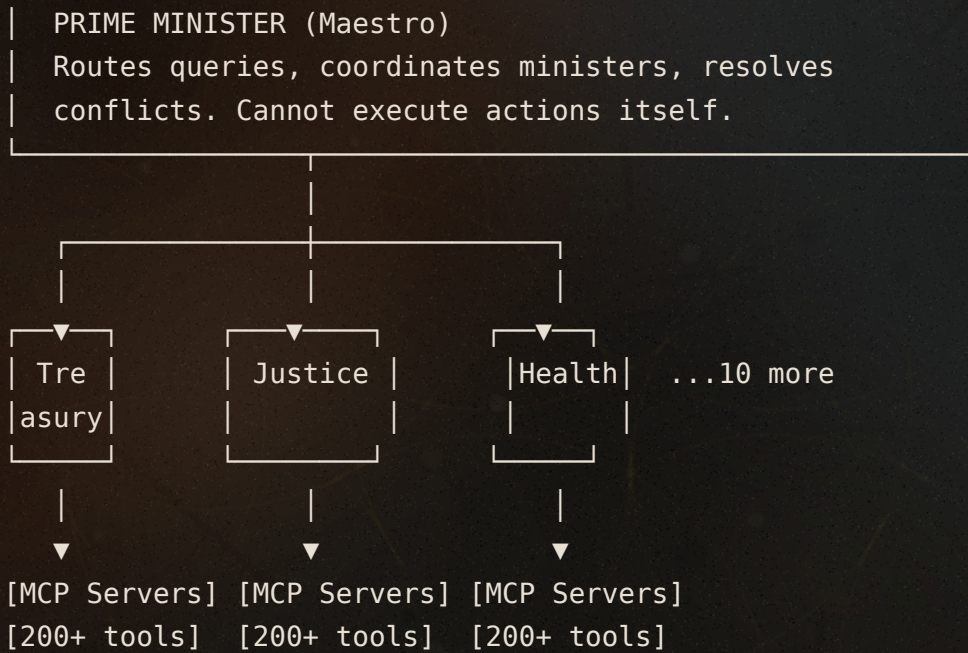 PRIME MINISTER (Maestro)
Routes queries, coordinates ministers, resolves
conflicts. Cannot execute actions itself.
Tre Justice Health ...10 more
asury
[MCP Servers] [MCP Servers] [MCP Servers]
[200+ tools] [200+ tools] [200+ tools]